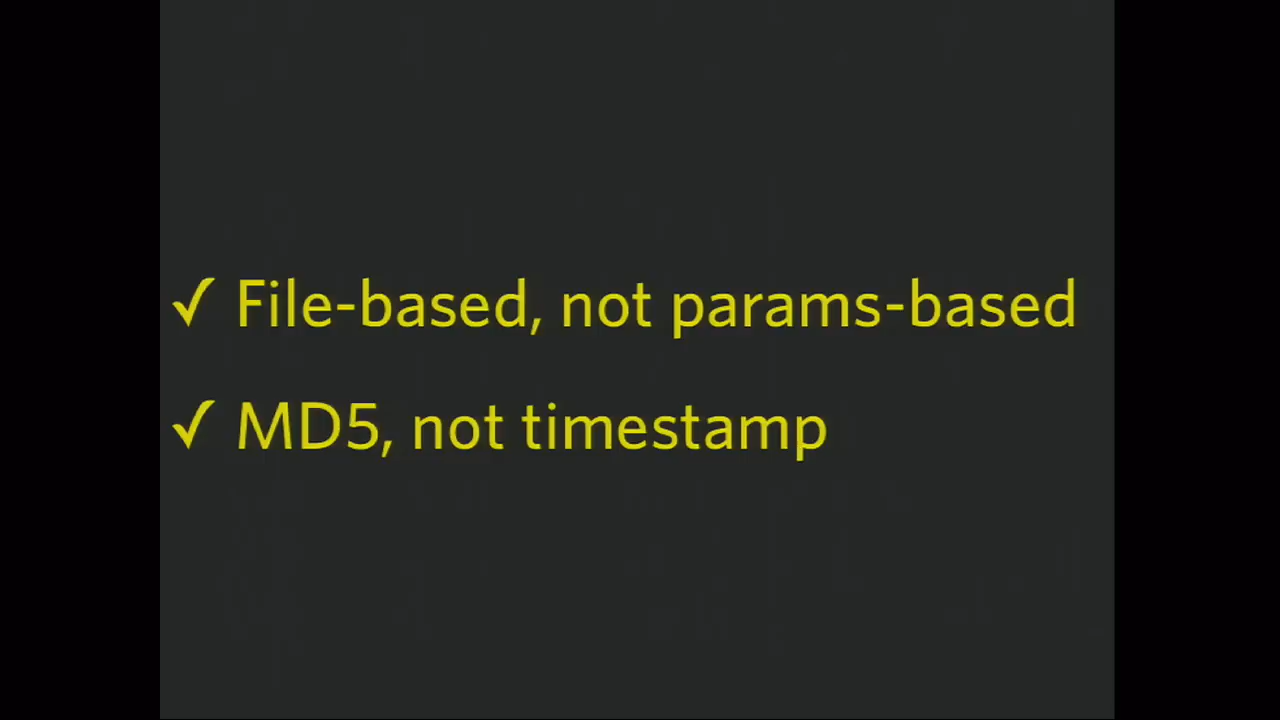 ✓ File-based, not params-based
✓ MD5, not timestamp